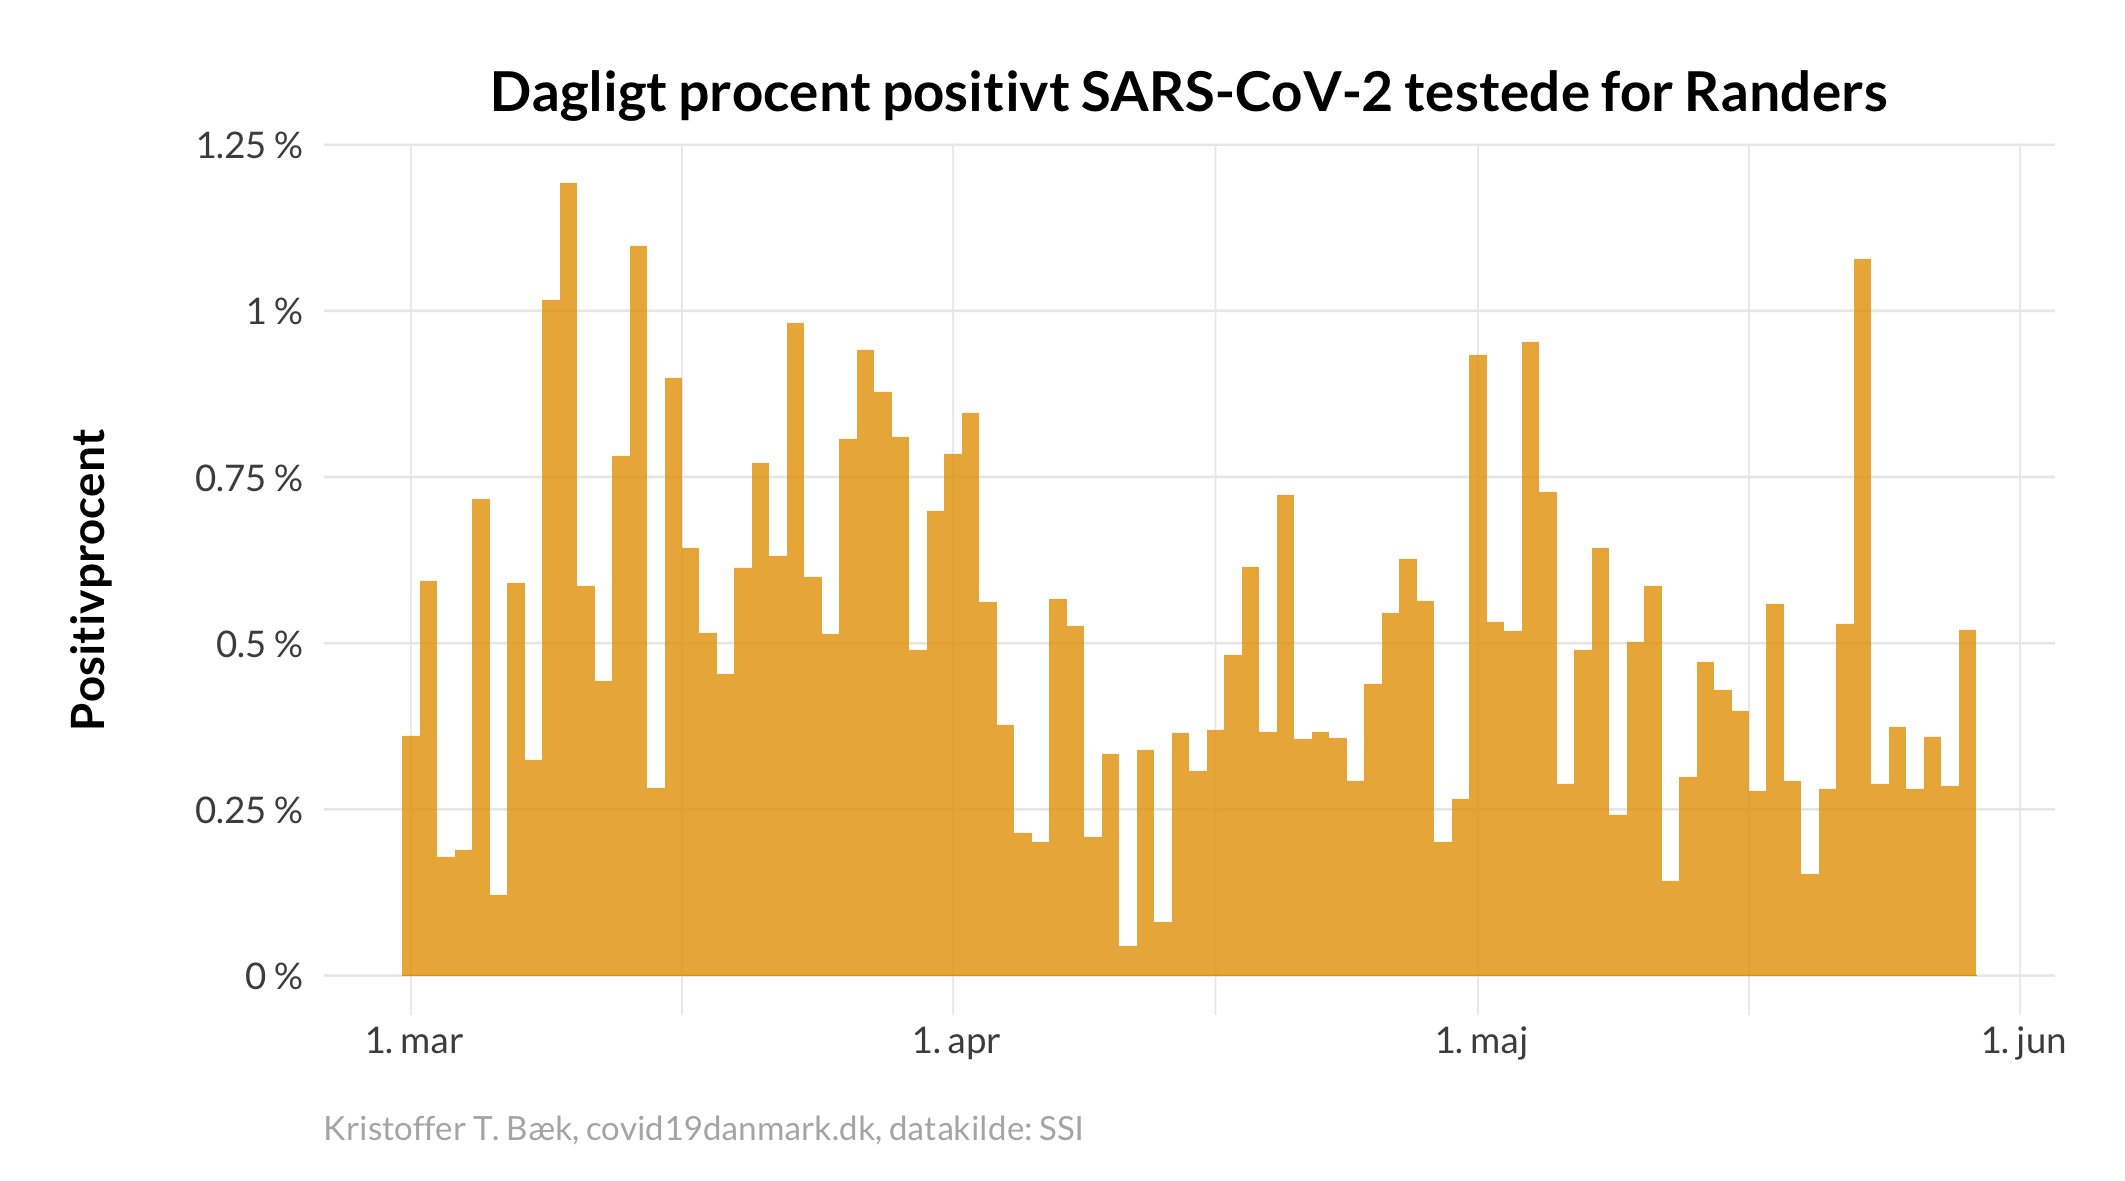 Dagligt procent positivt SARS-CoV-2 testede for Randers
Positivprocent
1.25 %
1 %
0.75 %
0.5 %
0.25 %
0 %
1. mar
1. apr
1. maj
1. jun
Kristoffer T. Bæk, covid19danmark.dk, datakilde: SSI